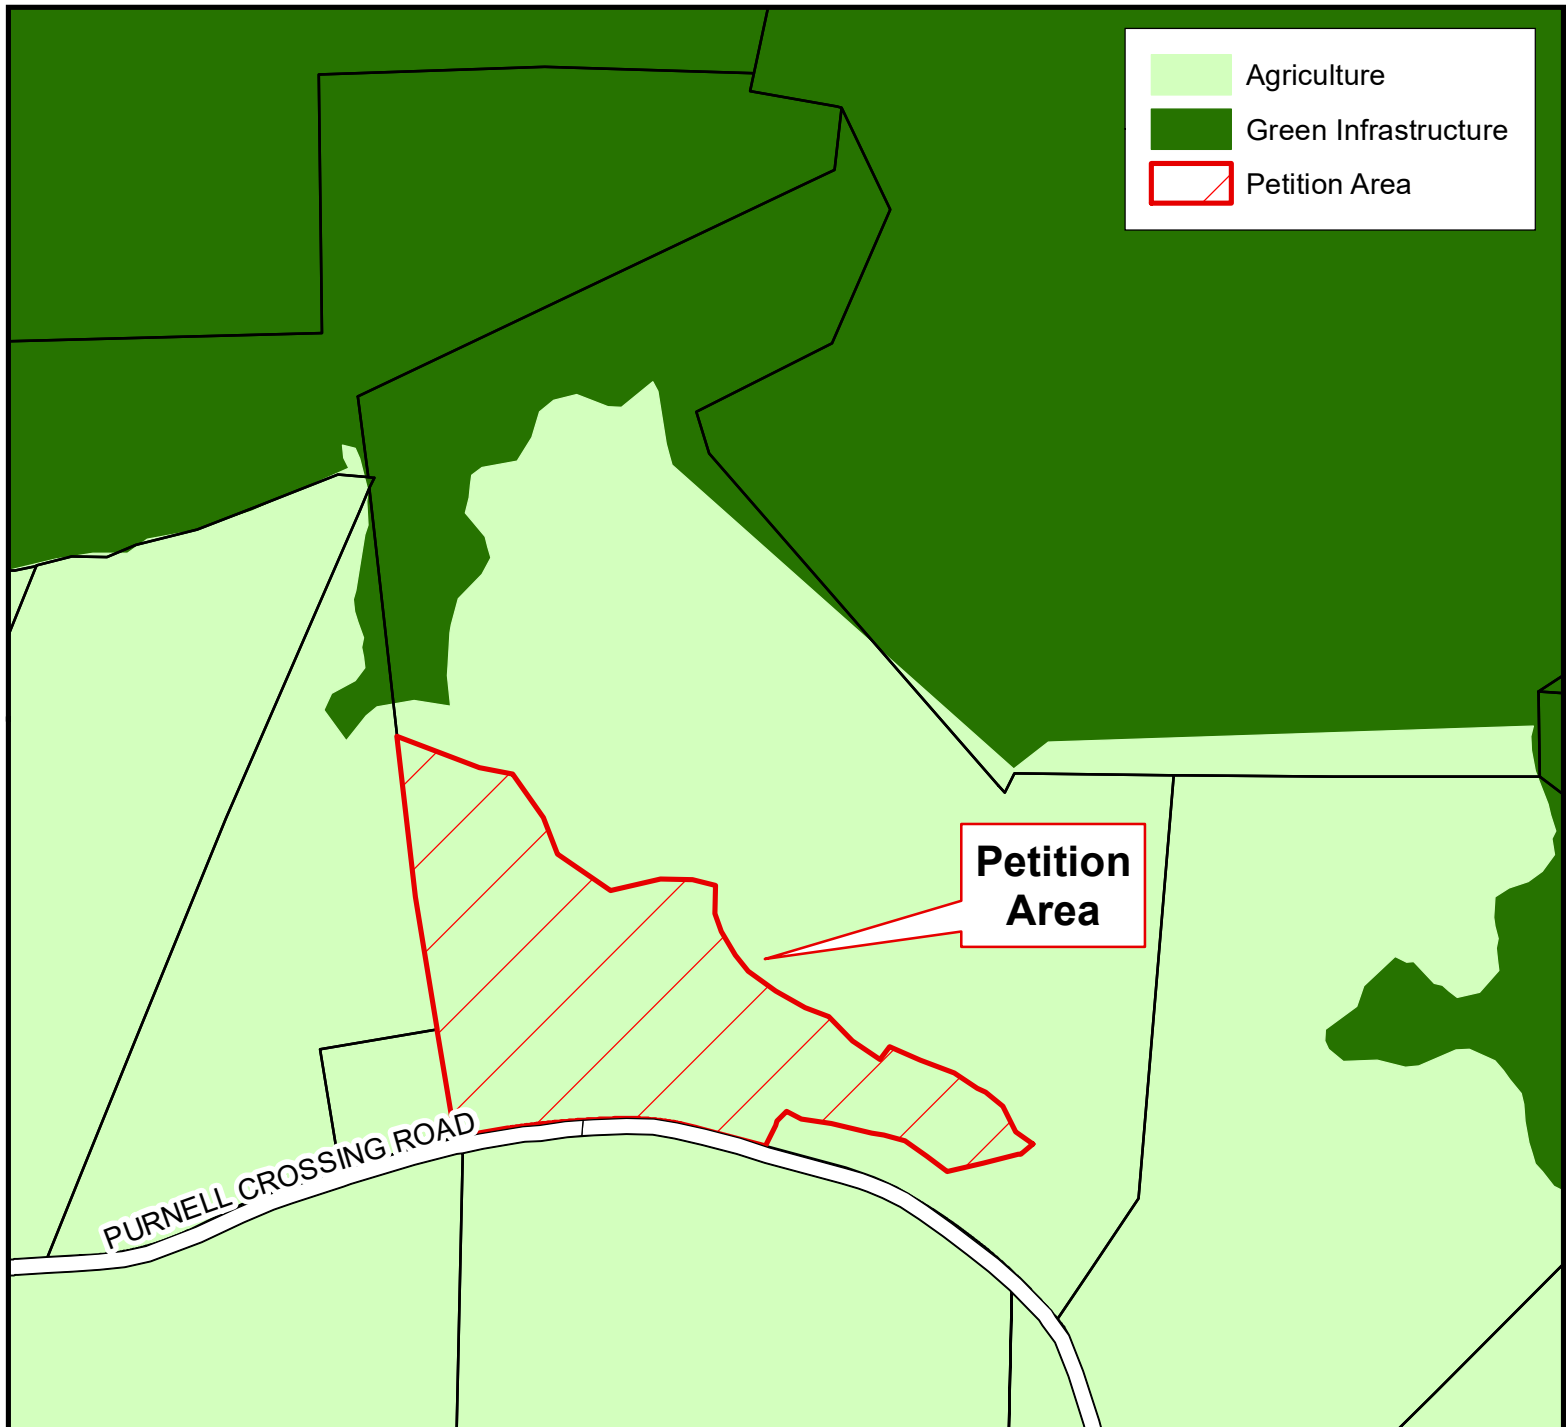 Agriculture
Green Infrastructure
Petition Area
Petition
Area
PURNELL CROSSING ROAD